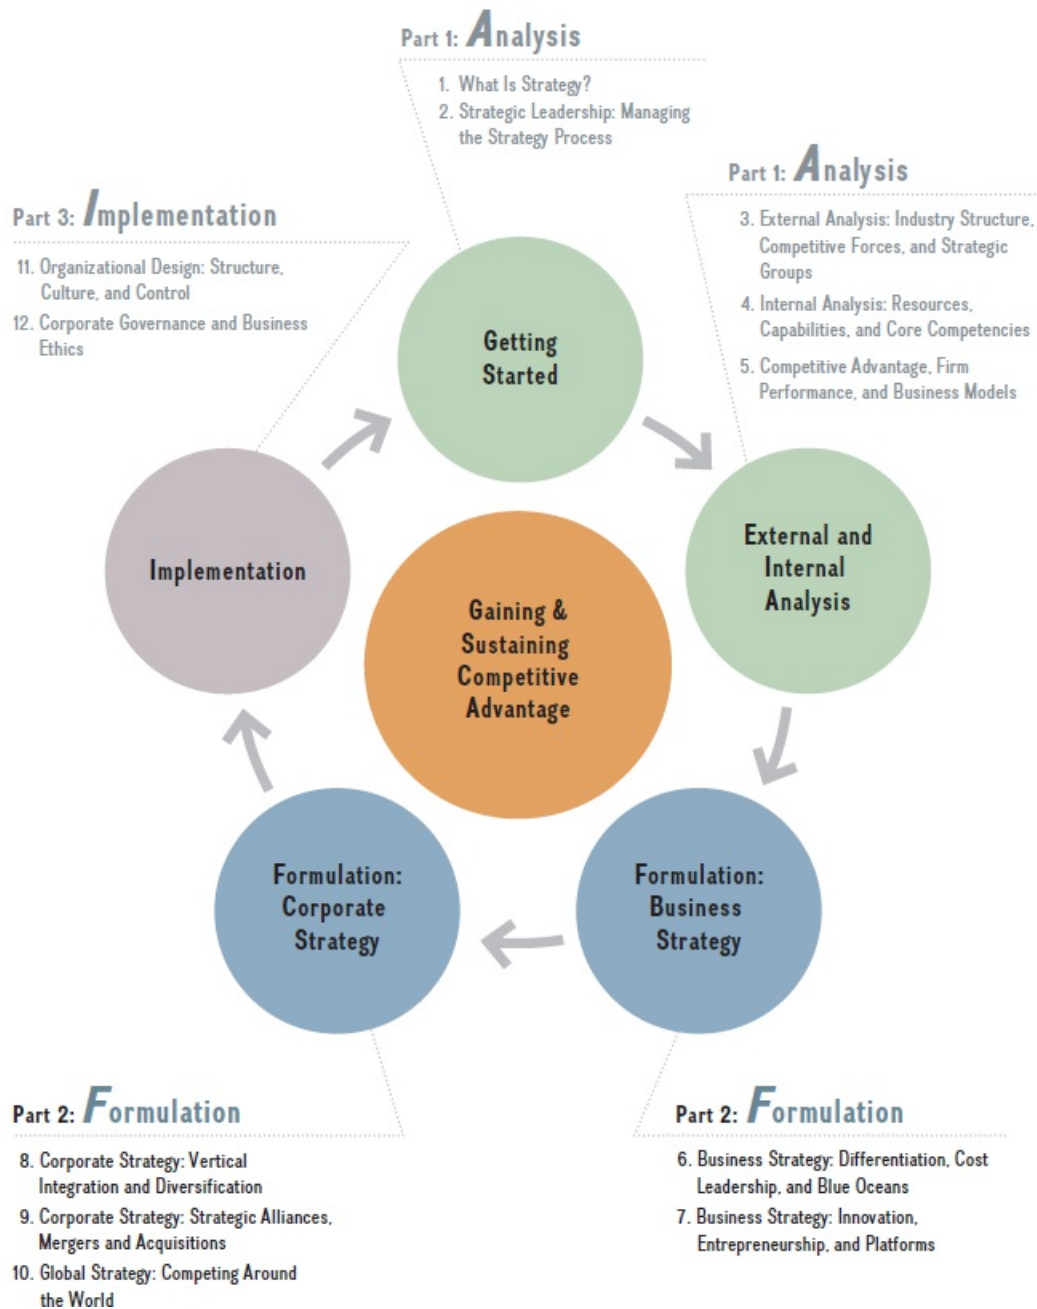 Part 1: Analysis
1. What Is Strategy?
2. Strategic Leadership: Managing
the Strategy Process
Part 1: Analysis
3. External Analysis: Industry Structure,
Competitive Forces, and Strategic
Groups
4. Internal Analysis: Resources,
Capabilities, and Core Competencies
5. Competitive Advantage, Firm
Performance, and Business Models
Part 3: Implementation
11. Organizational Design: Structure,
Culture, and Control
12. Corporate Governance and Business
Ethics
Getting
Started
External and
Internal
Analysis
Implementation
Gaining &
Sustaining
Competitive
Advantage
Formulation:
Corporate
Strategy
Formulation:
Business
Strategy
Part 2: Formulation
8. Corporate Strategy: Vertical
Integration and Diversification
9. Corporate Strategy: Strategic Alliances,
Mergers and Acquisitions
10. Global Strategy: Competing Around
the World
Part 2: Formulation
6. Business Strategy: Differentiation, Cost
Leadership, and Blue Oceans
7. Business Strategy: Innovation,
Entrepreneurship, and Platforms